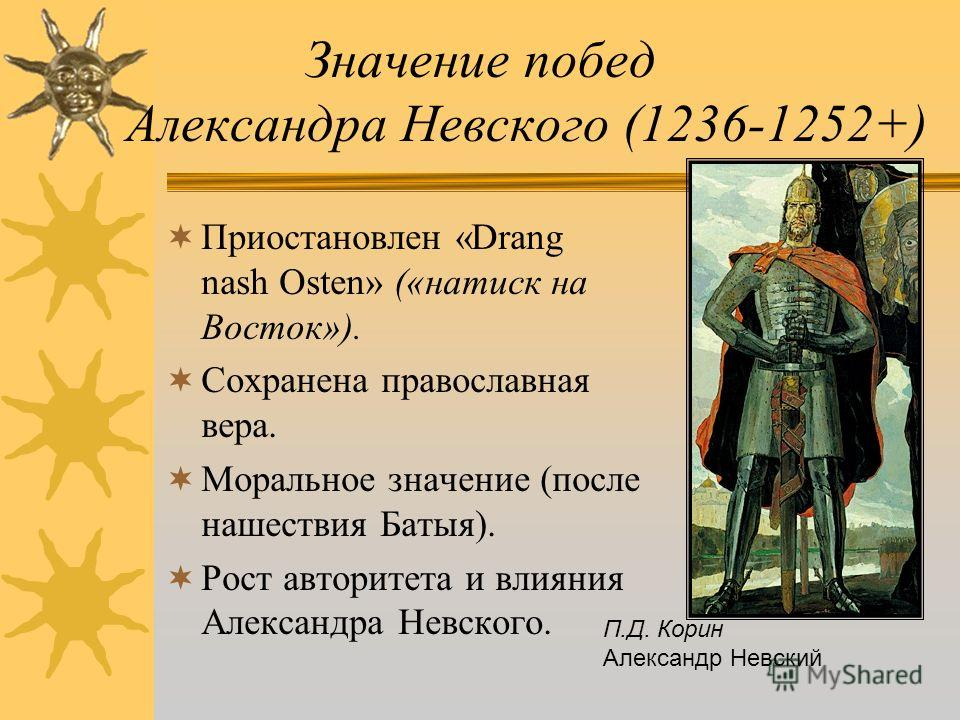 Значение побед
Александра Невского (1236-1252+)
Приостановлен «Drang
nash Osten» («натиск на
Восток»).
Сохранена православная
вера.
Моральное значение (после
нашествия Батыя).
Рост авторитета и влияния
Александра Невского.
П.Д. Корин
Александр Невский
MyShared